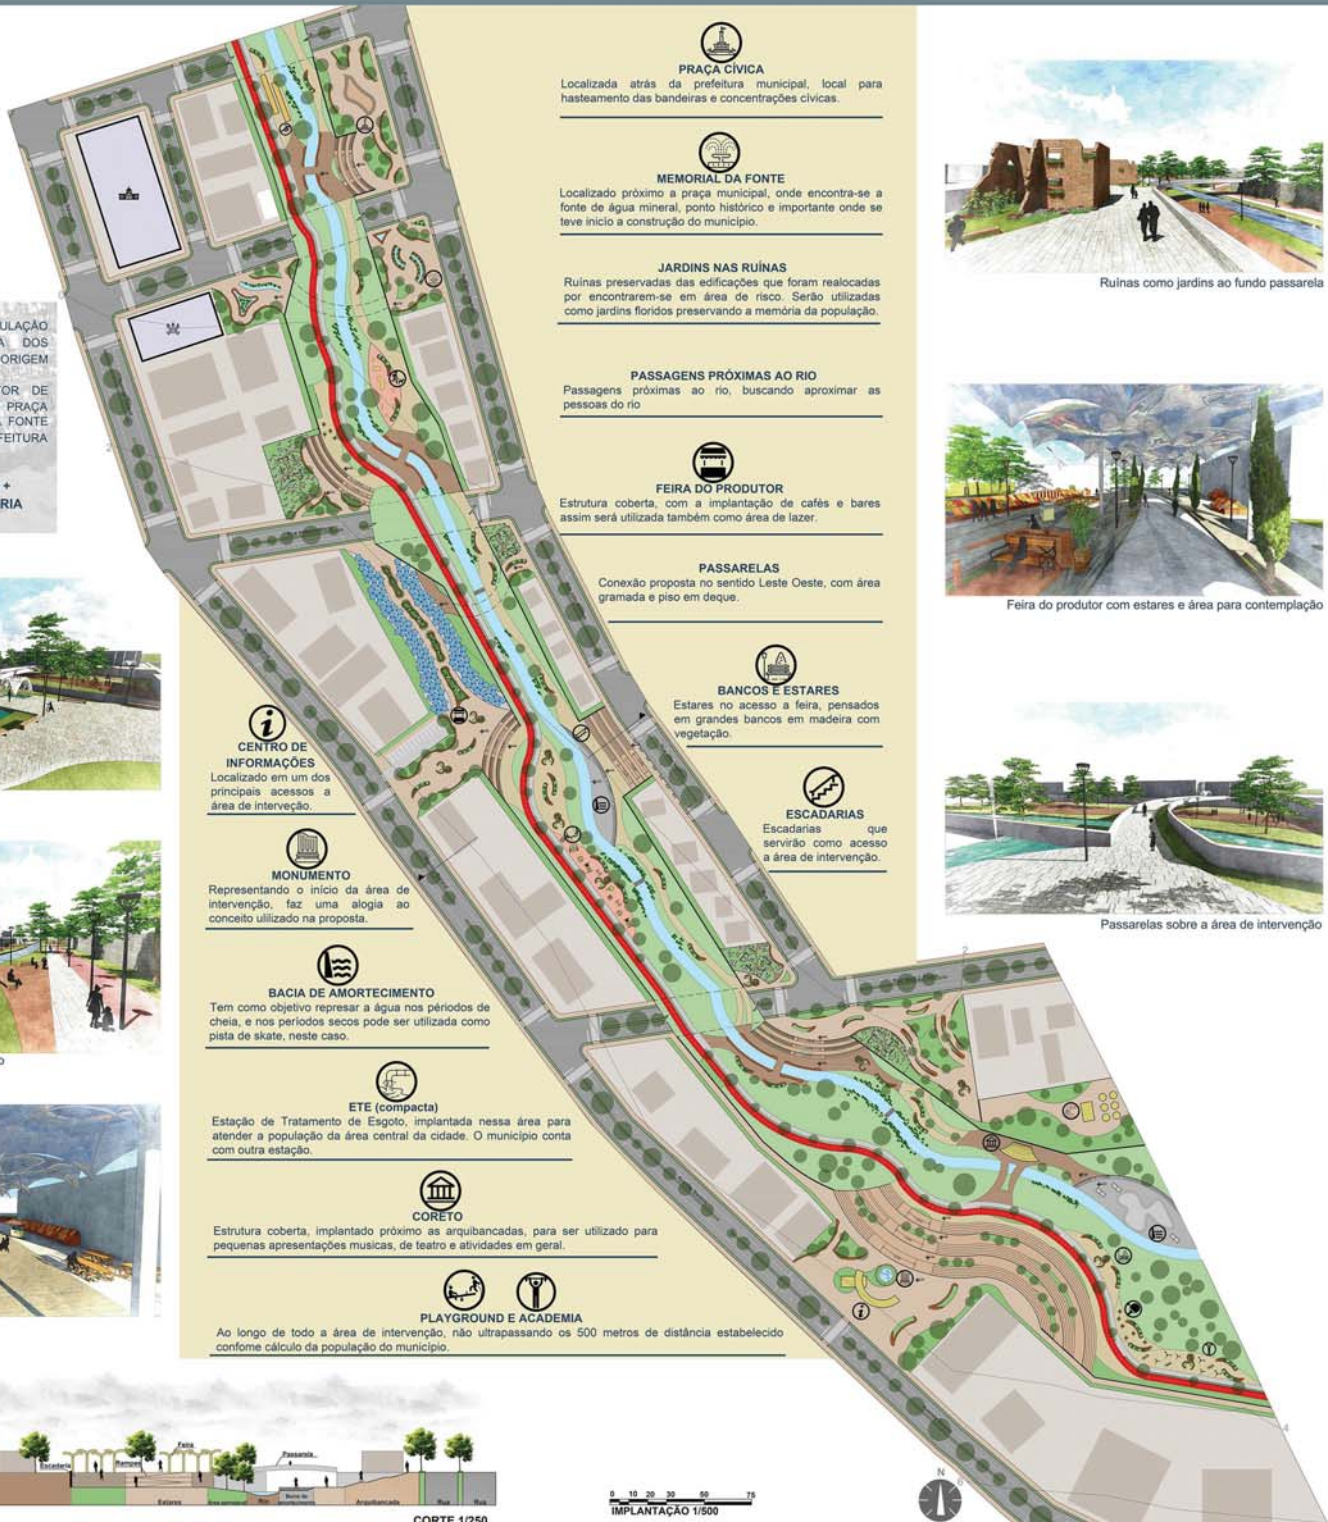 PRAÇA CÍVICA
Localizada atrás da prefeitura municipal, local para
hasteamento das bandeiras e concentrações cívicas.
MEMORIAL DA FONTE
Localizado próximo a praça municipal, onde encontra-se a
fonte de água mineral, ponto histórico e importante onde se
teve inicio a construção do município.
JARDINS NAS RUÍNAS
Ruínas preservadas das edificações que foram realocadas
por encontrarem-se em área de risco. Serão utilizadas
como jardins floridos preservando a memória da população.
PASSAGENS PRÓXIMAS AO RIO
Passagens próximas ao rio, buscando aproximar as
pessoas do rio
FEIRA DO PRODUTOR
Estrutura coberta, com a implantação de cafés e bares
assim será utilizada também como área de lazer.
PASSARELAS
Conexão proposta no sentido Leste Oeste, com área
gramada e piso em deque.
BANCOS E ESTARES
Estares no acesso a feira, pensados
em grandes bancos em madeira com
vegetação.
ESCADARIAS
Escadarias que
servirão como acesso
a área de intervenção.
Ruínas como jardins ao fundo passarela
Feira do produtor com estares e área para contemplação
Passarelas sobre a área de intervenção
ULAÇÃO
A DOS
ORIGEM
TOR DE
PRAÇA
A FONTE
FEITURA
+
RIA
CENTRO DE
INFORMAÇÕES
Localizado em um dos
principais acessos a
área de interveção.
MONUMENTO
Representando o início da área de
intervenção, faz uma alogia ao
conceito ulilizado na proposta.
BACIA DE AMORTECIMENTO
Tem como objetivo represar a água nos périodos de
cheia, e nos períodos secos pode ser utilizada como
pista de skate, neste caso.
ETE (compacta)
Estação de Tratamento de Esgoto, implantada nessa área para
atender a população da área central da cidade. O município conta
com outra estação.
CORETO
Estrutura coberta, implantado próximo as arquibancadas, para ser utilizado para
pequenas apresentações musicas, de teatro e atividades em geral.
PLAYGROUND E ACADEMIA
Ao longo de todo a área de intervenção, não ultrapassando os 500 metros de distância estabelecido
confome cálculo da população do município.
o
Escadaria Rampas Feira Passarela
Estares Rio Arquibancada Rua Rua
CORTE 1/250
0 10 20 30 50 75
IMPLANTAÇÃO 1/500
N
2
4
6